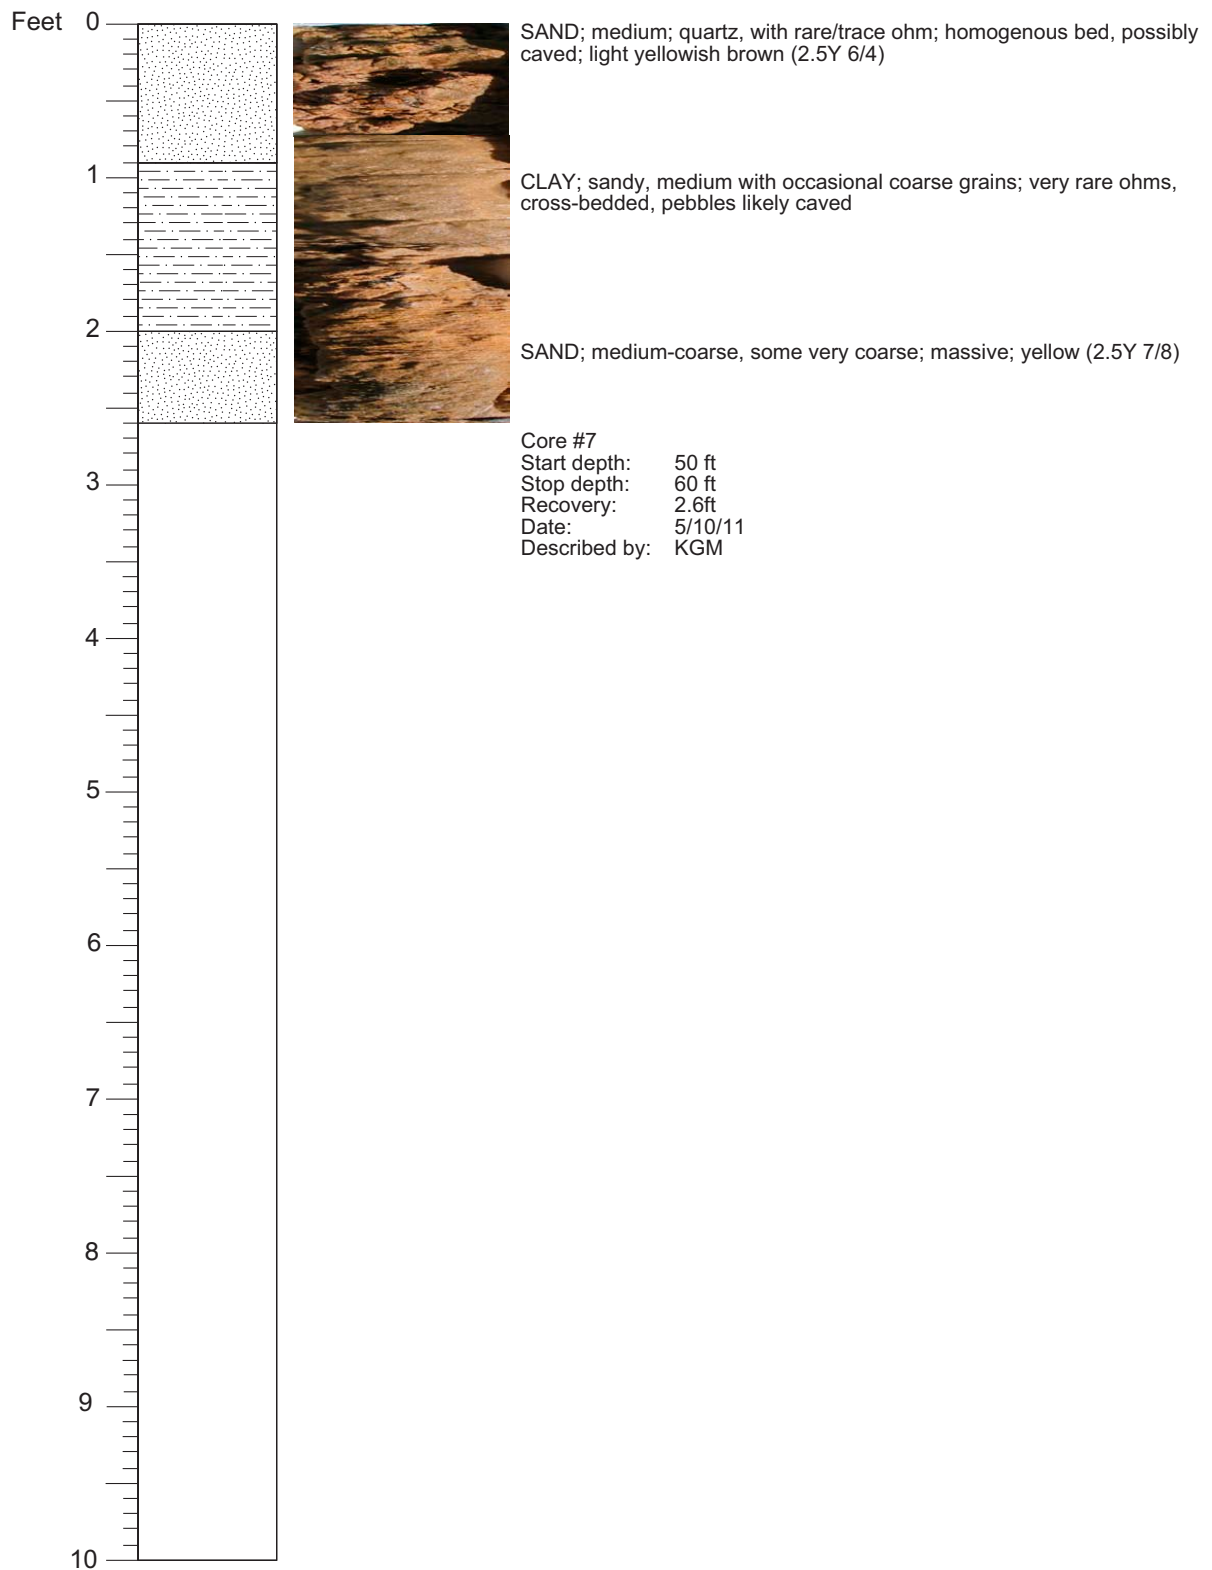 Feet 0
SAND; medium; quartz, with rare/trace ohm; homogenous bed, possibly
caved; light yellowish brown (2.5Y 6/4)
1
CLAY; sandy, medium with occasional coarse grains; very rare ohms,
cross-bedded, pebbles likely caved
2
SAND; medium-coarse, some very coarse; massive; yellow (2.5Y 7/8)
Core #7
Start depth: 50 ft
3
Stop depth: 60 ft
Recovery: 2.6ft
Date: 5/10/11
Described by: KGM
4
5
6
7
8
9
10